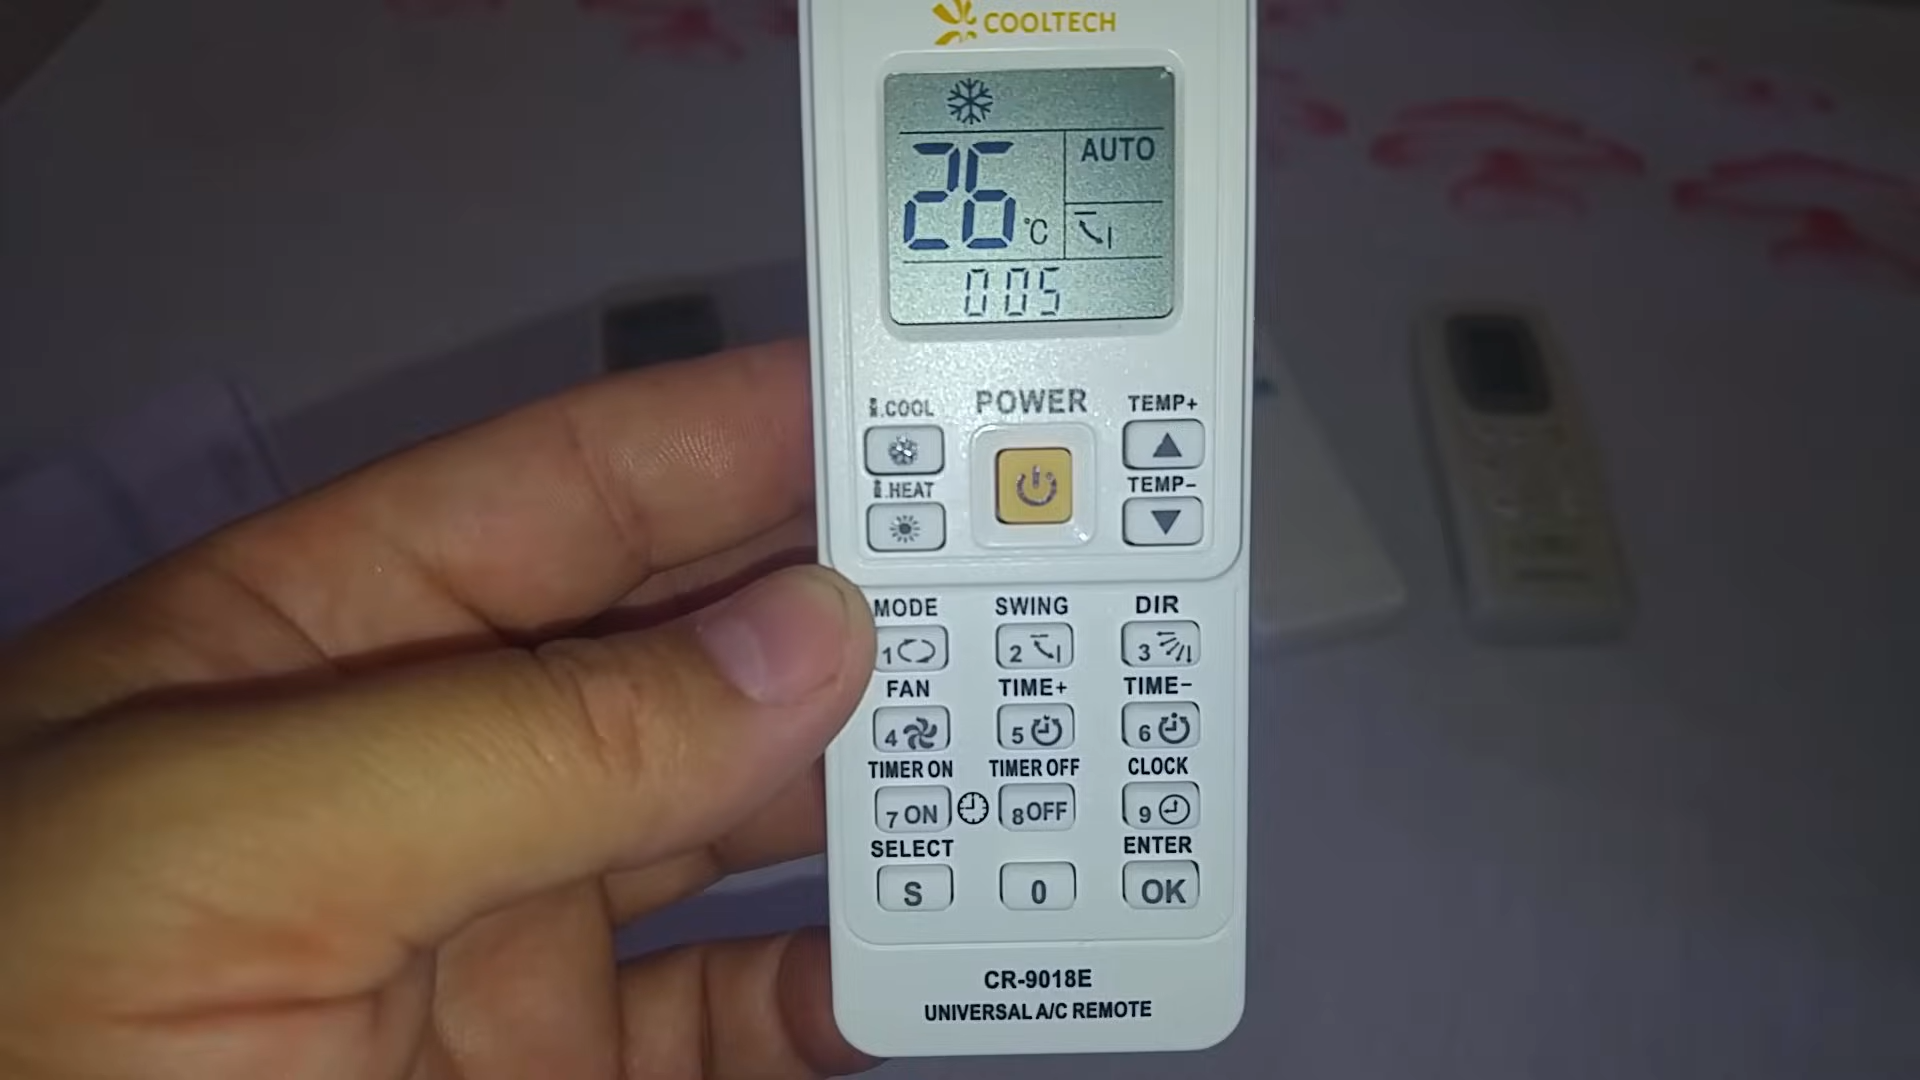 COOLTECH
AUTO
26 °C
005
i.COOL POWER TEMP+
i.HEAT TEMP-
MODE SWING DIR
1 2 3
FAN TIME+ TIME-
4 5 6
TIMER ON TIMER OFF CLOCK
7 ON 8 OFF 9
SELECT ENTER
S 0 OK
CR-9018E
UNIVERSAL A/C REMOTE